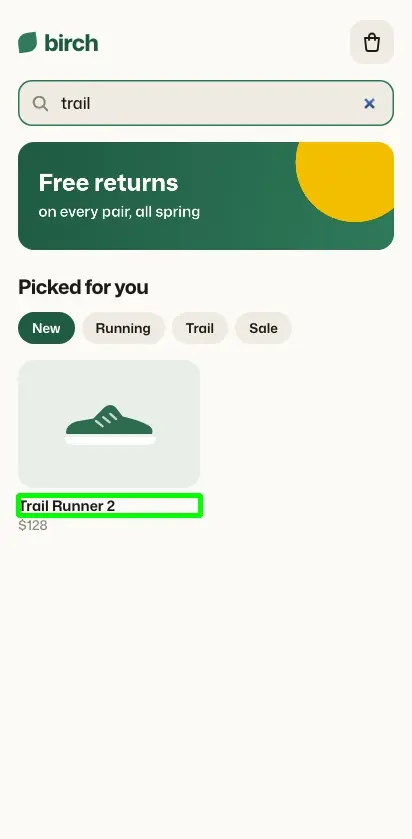 birch
trail
Free returns
on every pair, all spring
Picked for you
New Running Trail Sale
Trail Runner 2
$128